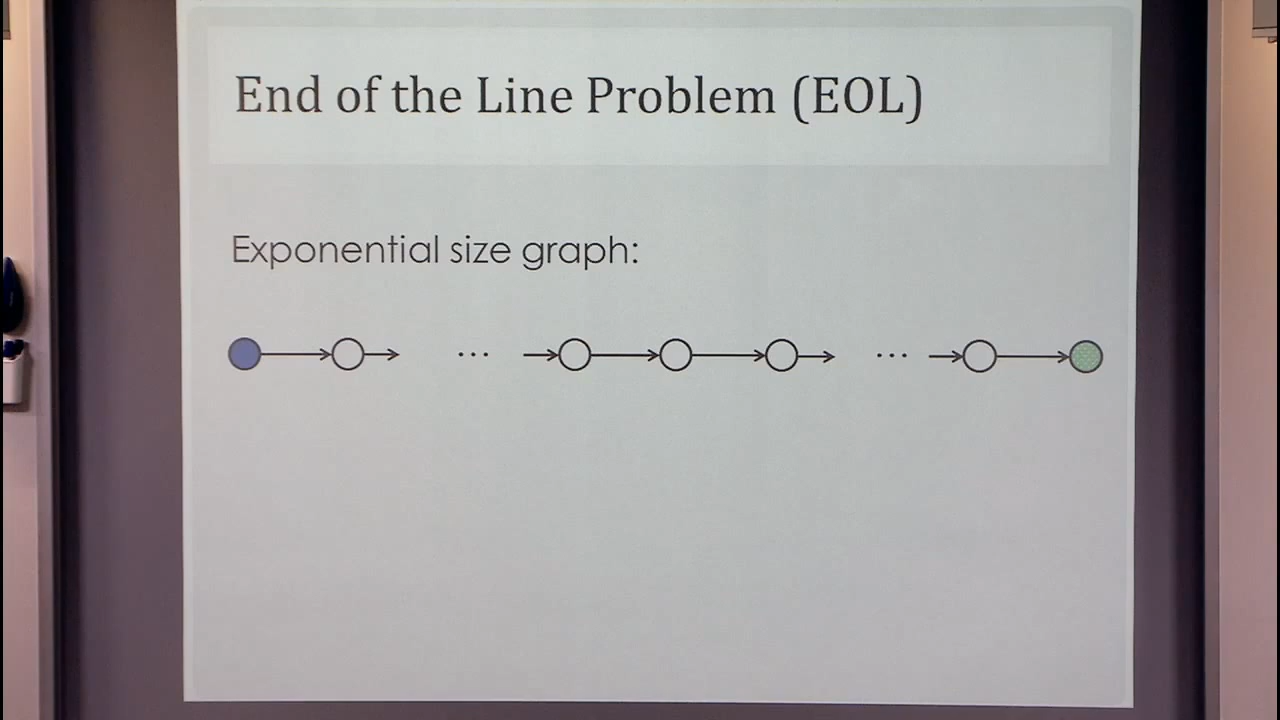 End of the Line Problem (EOL)
Exponential size graph:
... ...